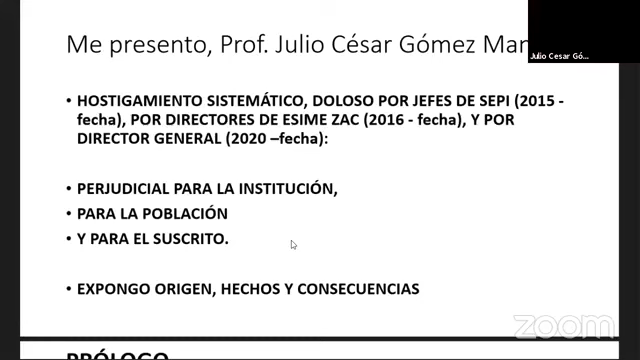 Me presento, Prof. Julio César Gómez Man
Julio Cesar Gó...
• HOSTIGAMIENTO SISTEMÁTICO, DOLOSO POR JEFES DE SEPI (2015 -
fecha), POR DIRECTORES DE ESIME ZAC (2016 - fecha), Y POR
DIRECTOR GENERAL (2020 –fecha):
• PERJUDICIAL PARA LA INSTITUCIÓN,
• PARA LA POBLACIÓN
• Y PARA EL SUSCRITO.
• EXPONGO ORIGEN, HECHOS Y CONSECUENCIAS
zoom
PRÓLOGO